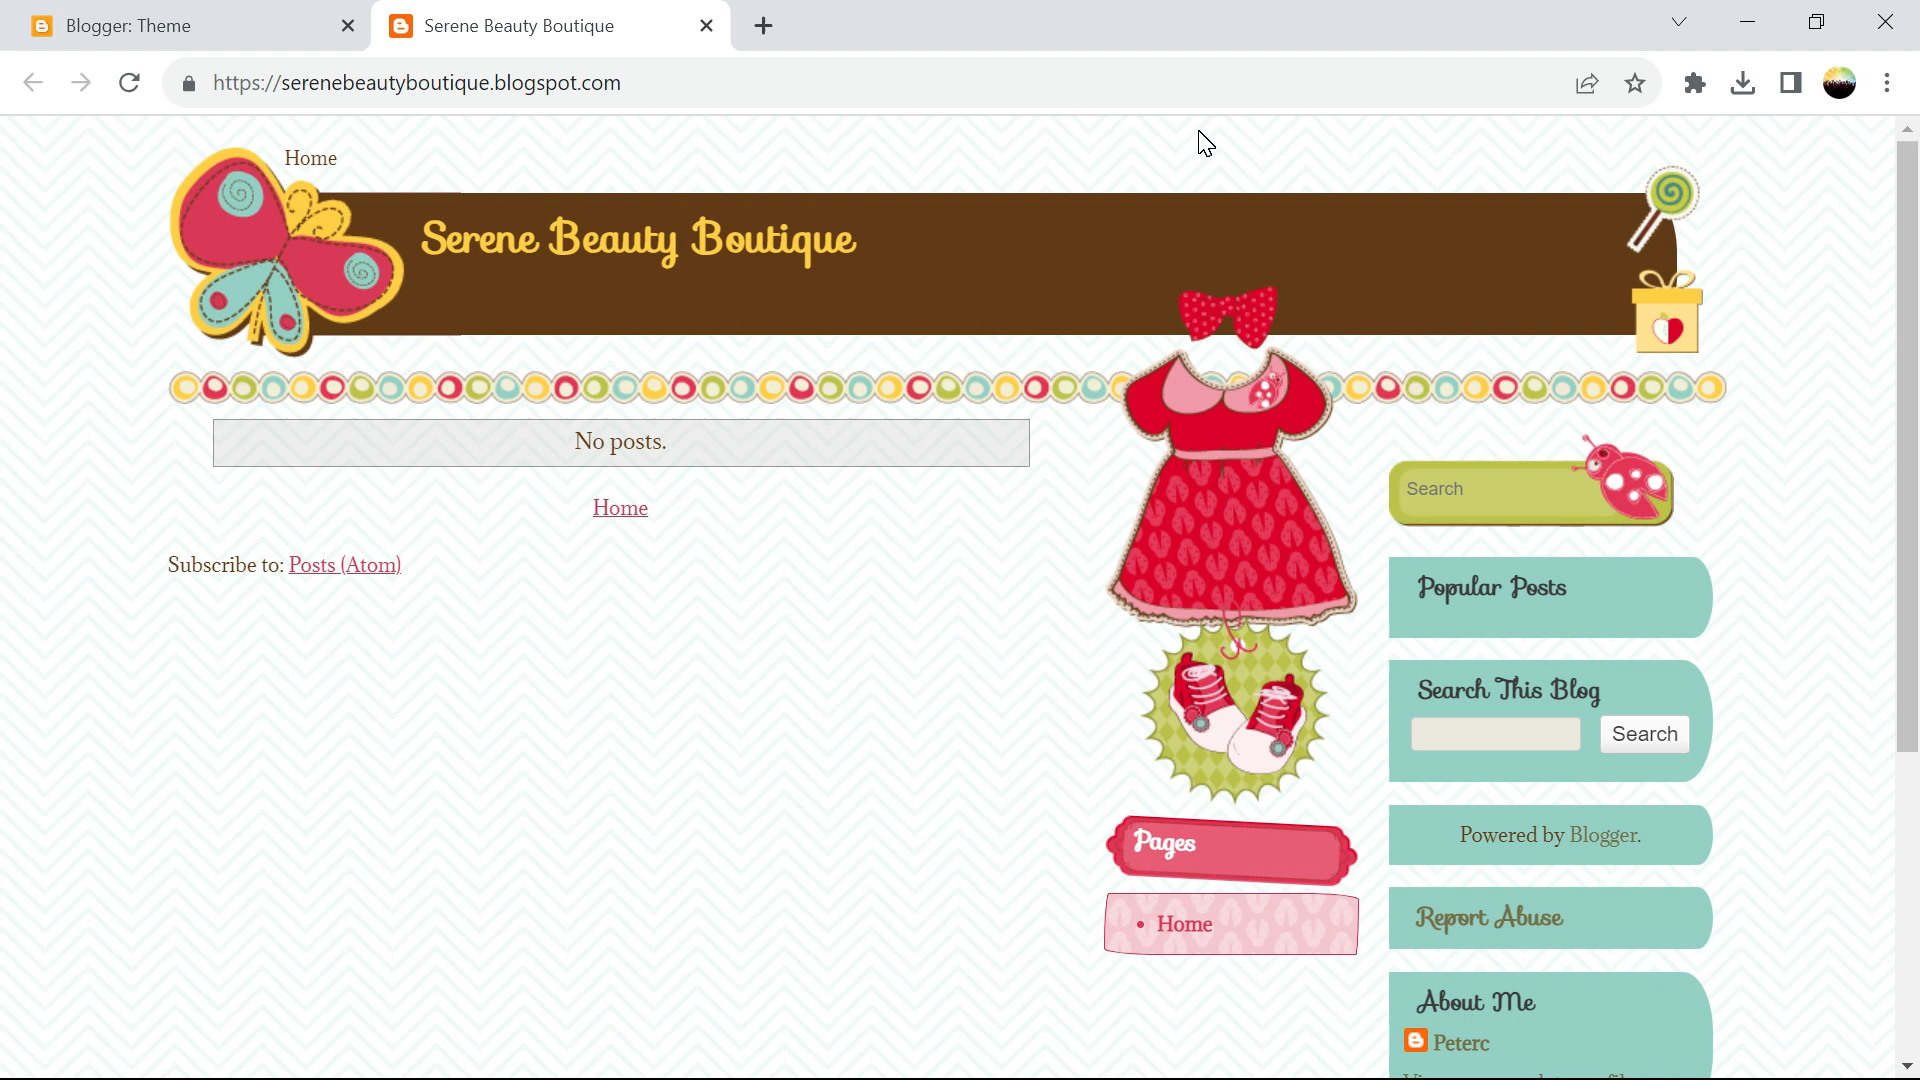 Blogger: Theme
Serene Beauty Boutique
https://serenebeautyboutique.blogspot.com
Home
Serene Beauty Boutique
No posts.
Home
Subscribe to: Posts (Atom)
Pages
Home
Search
Popular Posts
Search This Blog
Search
Powered by Blogger.
Report Abuse
About Me
Peterc